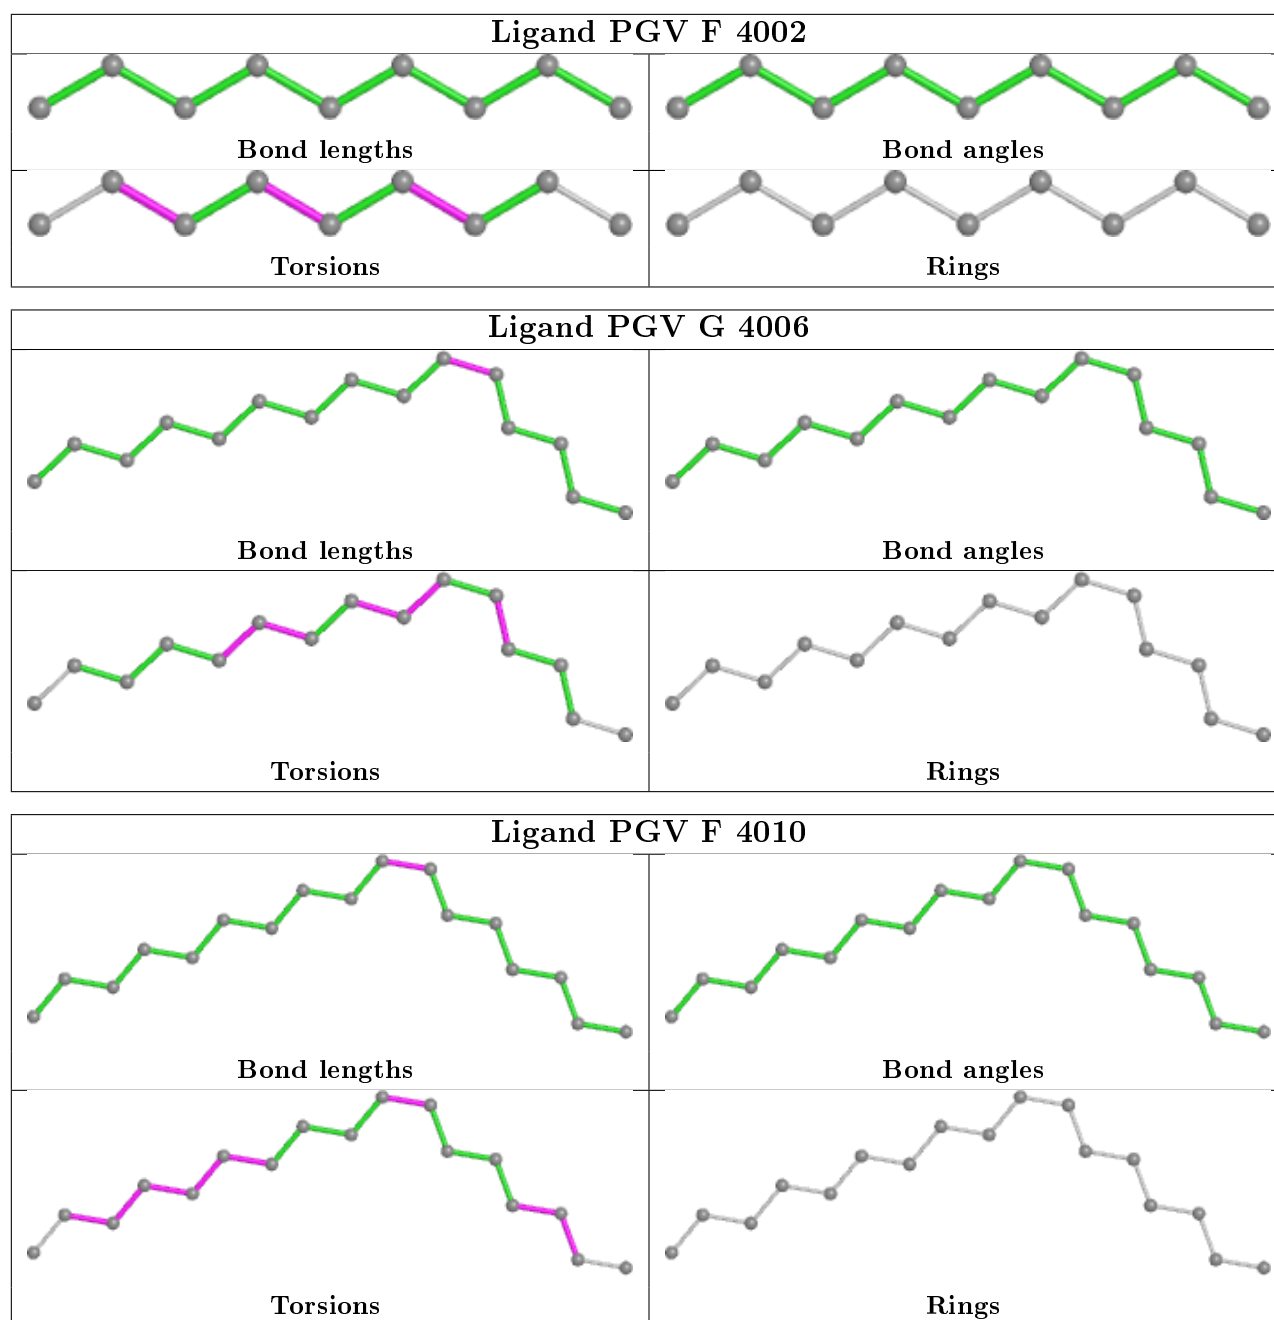 Ligand PGV F 4002
Bond lengths
Bond angles
Torsions
Rings
Ligand PGV G 4006
Bond lengths
Bond angles
Torsions
Rings
Ligand PGV F 4010
Bond lengths
Bond angles
Torsions
Rings